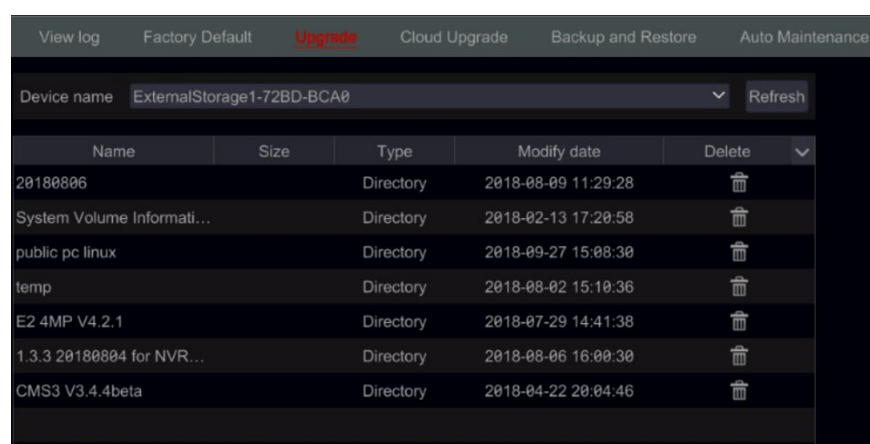 View log Factory Default Upgrade Cloud Upgrade Backup and Restore Auto Maintenance
Device name ExternalStorage1-72BD-BCA0 Refresh
Name Size Type Modify date Delete
20180806 Directory 2018-08-09 11:29:28
System Volume Informati... Directory 2018-02-13 17:20:58
public pc linux Directory 2018-09-27 15:08:30
temp Directory 2018-08-02 15:10:36
E2 4MP V4.2.1 Directory 2018-07-29 14:41:38
1.3.3 20180804 for NVR... Directory 2018-08-06 16:00:30
CMS3 V3.4.4beta Directory 2018-04-22 20:04:46